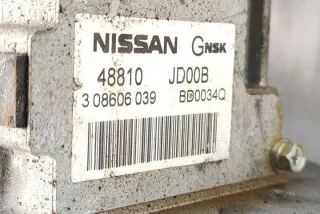 NISSAN GNSK
48810 JD00B
3 08606 039 BD0034Q